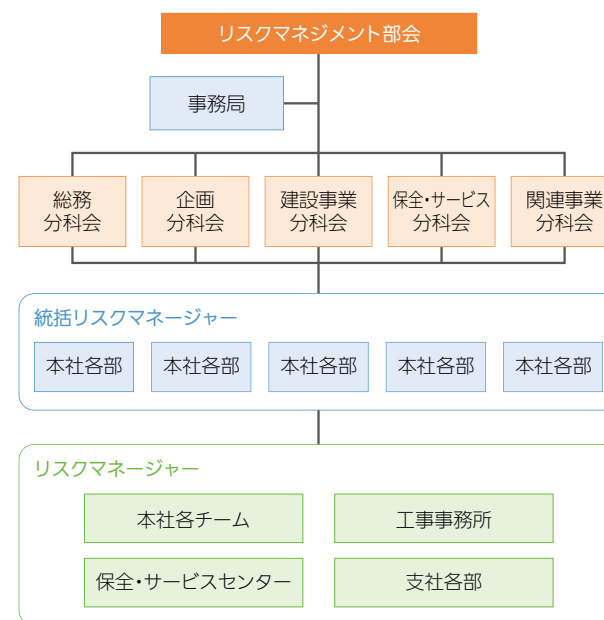 リスクマネジメント部会
事務局
総務
分科会
企画
分科会
建設事業
分科会
保全・サービス
分科会
関連事業
分科会
統括リスクマネージャー
本社各部
本社各部
本社各部
本社各部
本社各部
リスクマネージャー
本社各チーム
工事事務所
保全・サービスセンター
支社各部